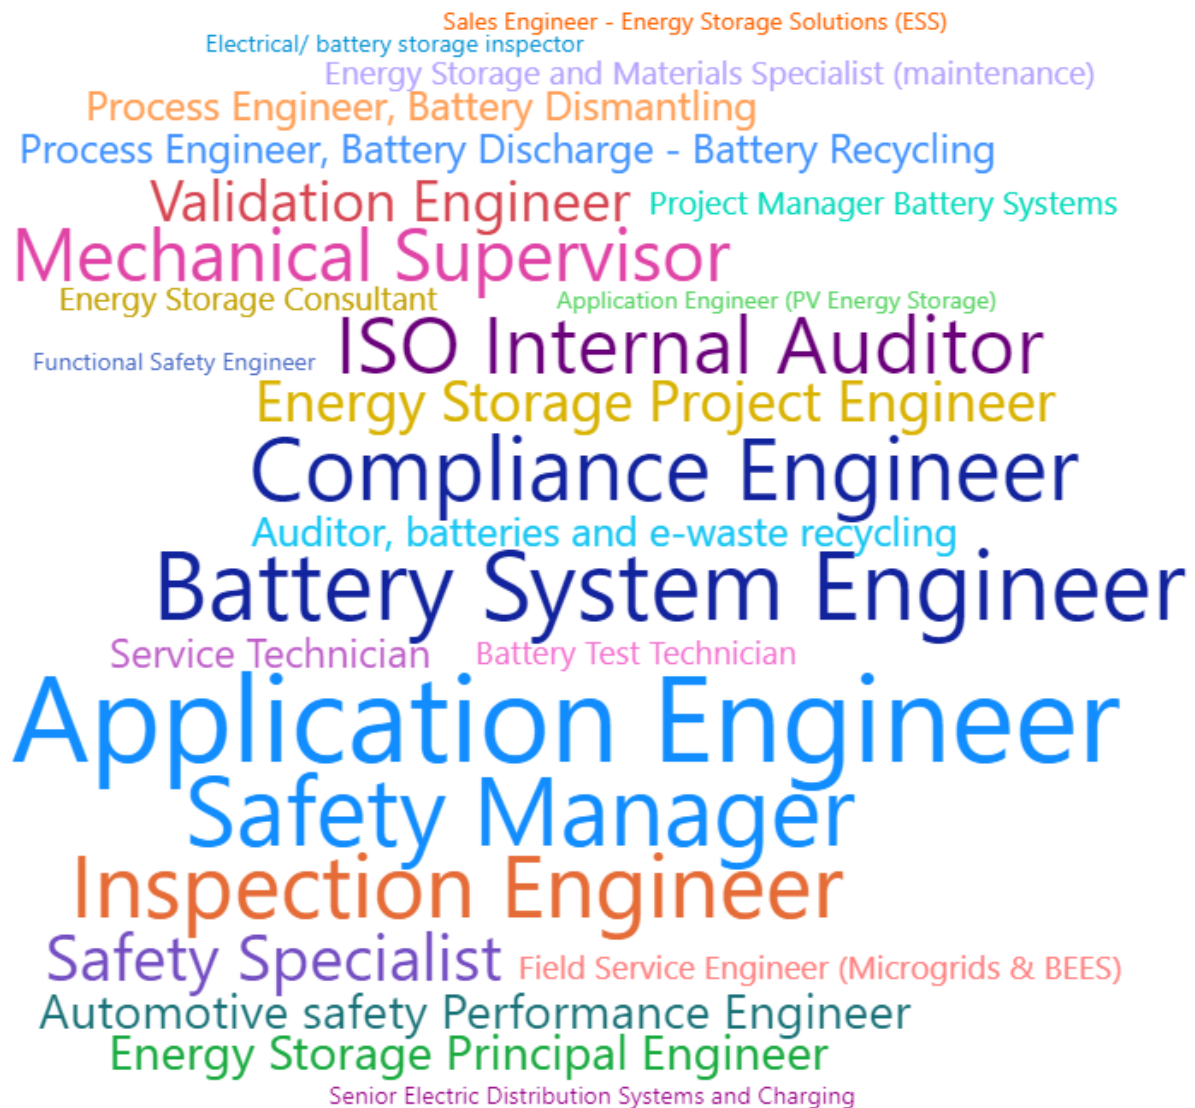 Sales Engineer - Energy Storage Solutions (ESS)
Electrical/ battery storage inspector
Energy Storage and Materials Specialist (maintenance)
Process Engineer, Battery Dismantling
Process Engineer, Battery Discharge - Battery Recycling
Validation Engineer Project Manager Battery Systems
Mechanical Supervisor
Energy Storage Consultant Application Engineer (PV Energy Storage)
Functional Safety Engineer ISO Internal Auditor
Energy Storage Project Engineer
Compliance Engineer
Auditor, batteries and e-waste recycling
Battery System Engineer
Service Technician Battery Test Technician
Application Engineer
Safety Manager
Inspection Engineer
Safety Specialist Field Service Engineer (Microgrids & BEES)
Automotive safety Performance Engineer
Energy Storage Principal Engineer
Senior Electric Distribution Systems and Charging